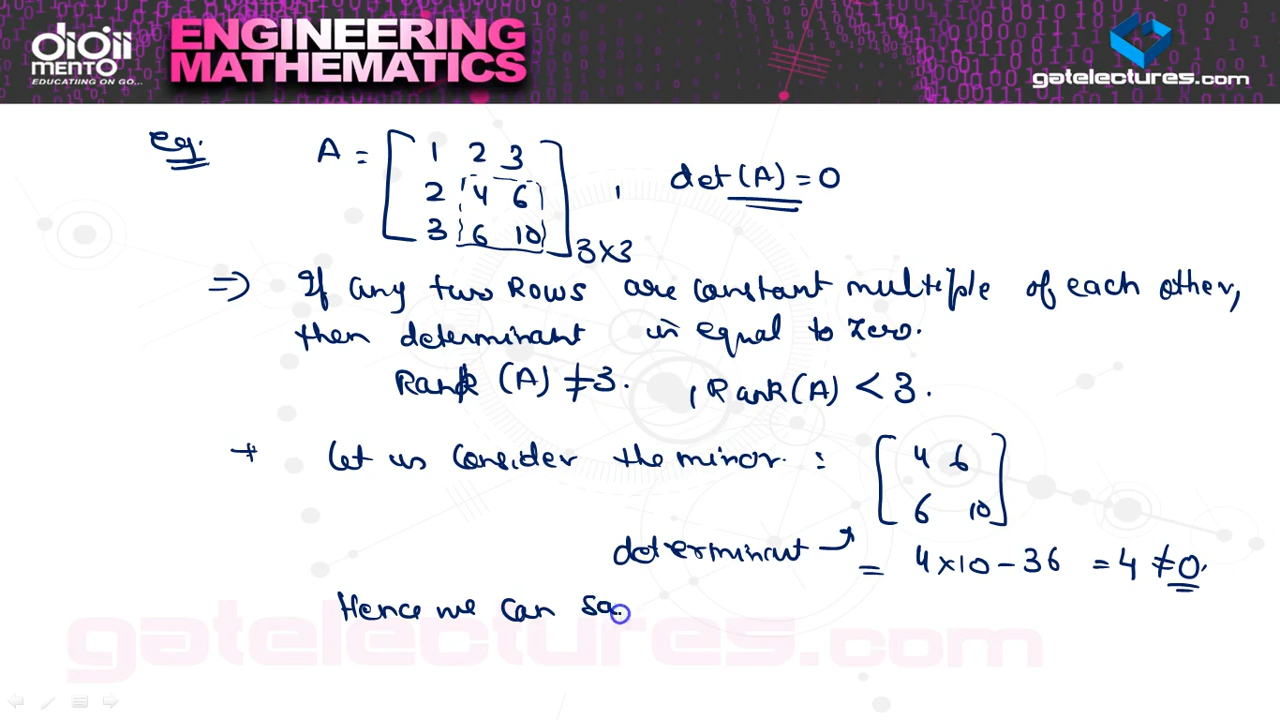 digii MENTO
EDUCATIING ON GO...
ENGINEERING
MATHEMATICS
gatelectures.com
eg.
A = [ 1 2 3
2 4 6
3 6 10 ] 3×3
, det (A) = 0
=> If any two Rows are constant multiple of each other,
then determinant is equal to zero.
Rank (A) ≠ 3. , Rank (A) < 3.
+ Let us consider the minor. : [ 4 6
6 10 ]
determinant
= 4×10 - 36 = 4 ≠ 0.
Hence we can sa
gatelectures.com